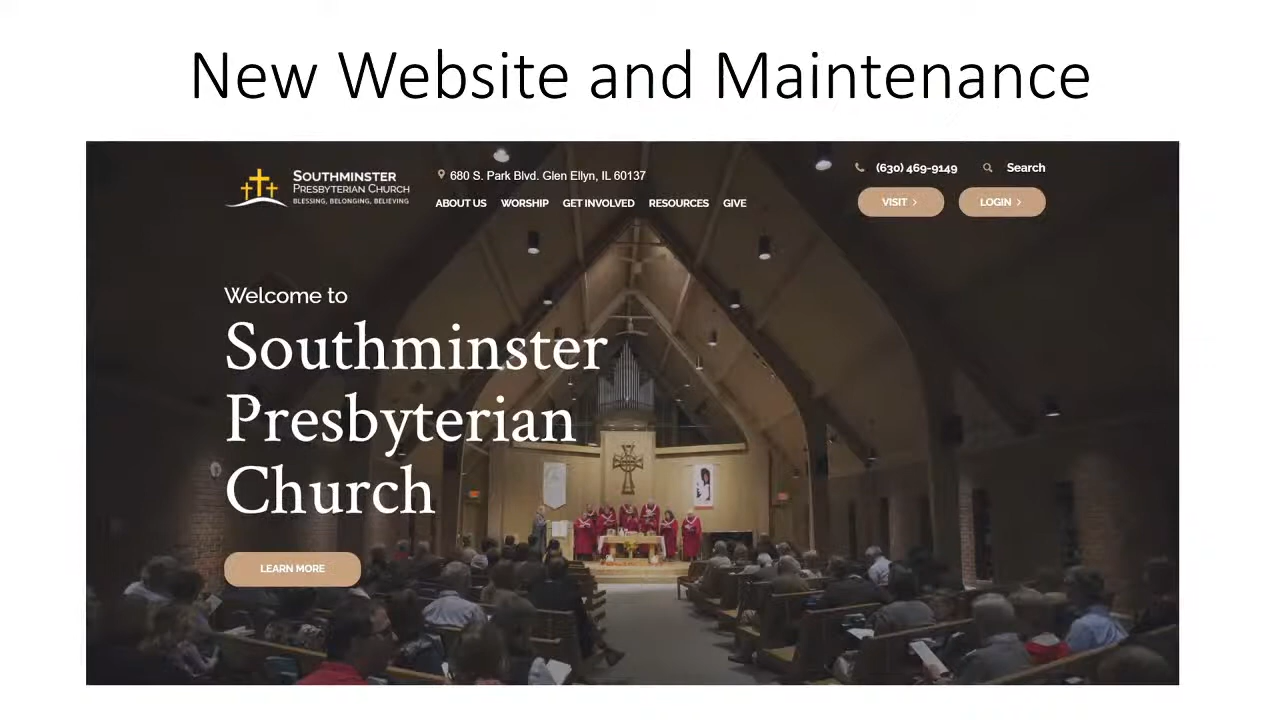 New Website and Maintenance
SOUTHMINSTER
PRESBYTERIAN CHURCH
BLESSING, BELONGING, BELIEVING
680 S. Park Blvd. Glen Ellyn, IL 60137
ABOUT US WORSHIP GET INVOLVED RESOURCES GIVE
(630) 469-9149 Search
VISIT > LOGIN >
Welcome to
Southminster
Presbyterian
Church
LEARN MORE